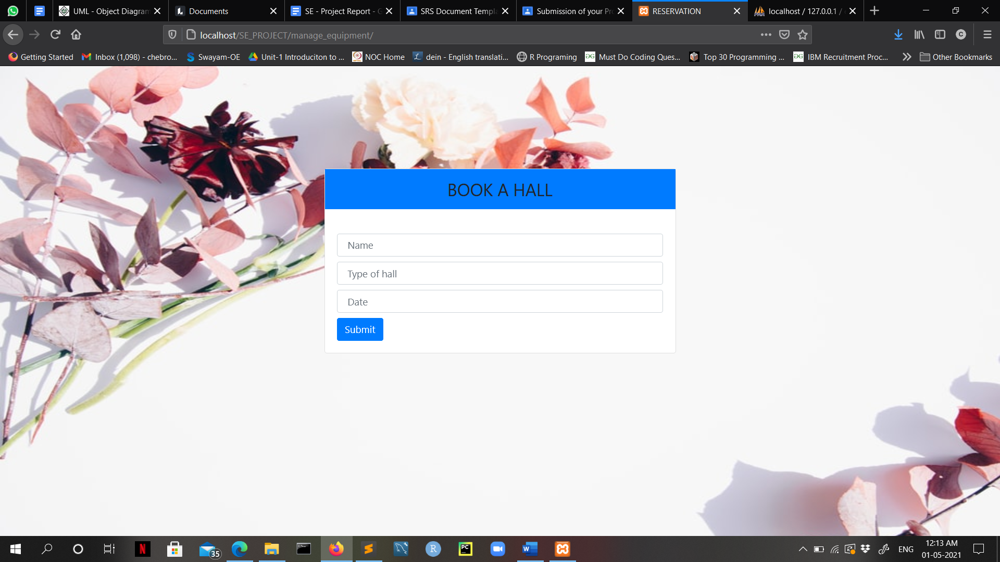 UML - Object Diagram
Documents
SE - Project Report - G
SRS Document Templa
Submission of your Pr
RESERVATION
localhost / 127.0.0.1 /
localhost/SE_PROJECT/manage_equipment/
C
Getting Started
Inbox (1,098) - chebro...
Swayam-OE
Unit-1 Introduciton to ...
NOC Home
dein - English translati...
R Programing
Must Do Coding Ques...
Top 30 Programming ...
IBM Recruitment Proc...
Other Bookmarks
BOOK A HALL
Name
Type of hall
Date
Submit
N
35
R
PC
W
ENG
12:13 AM
01-05-2021